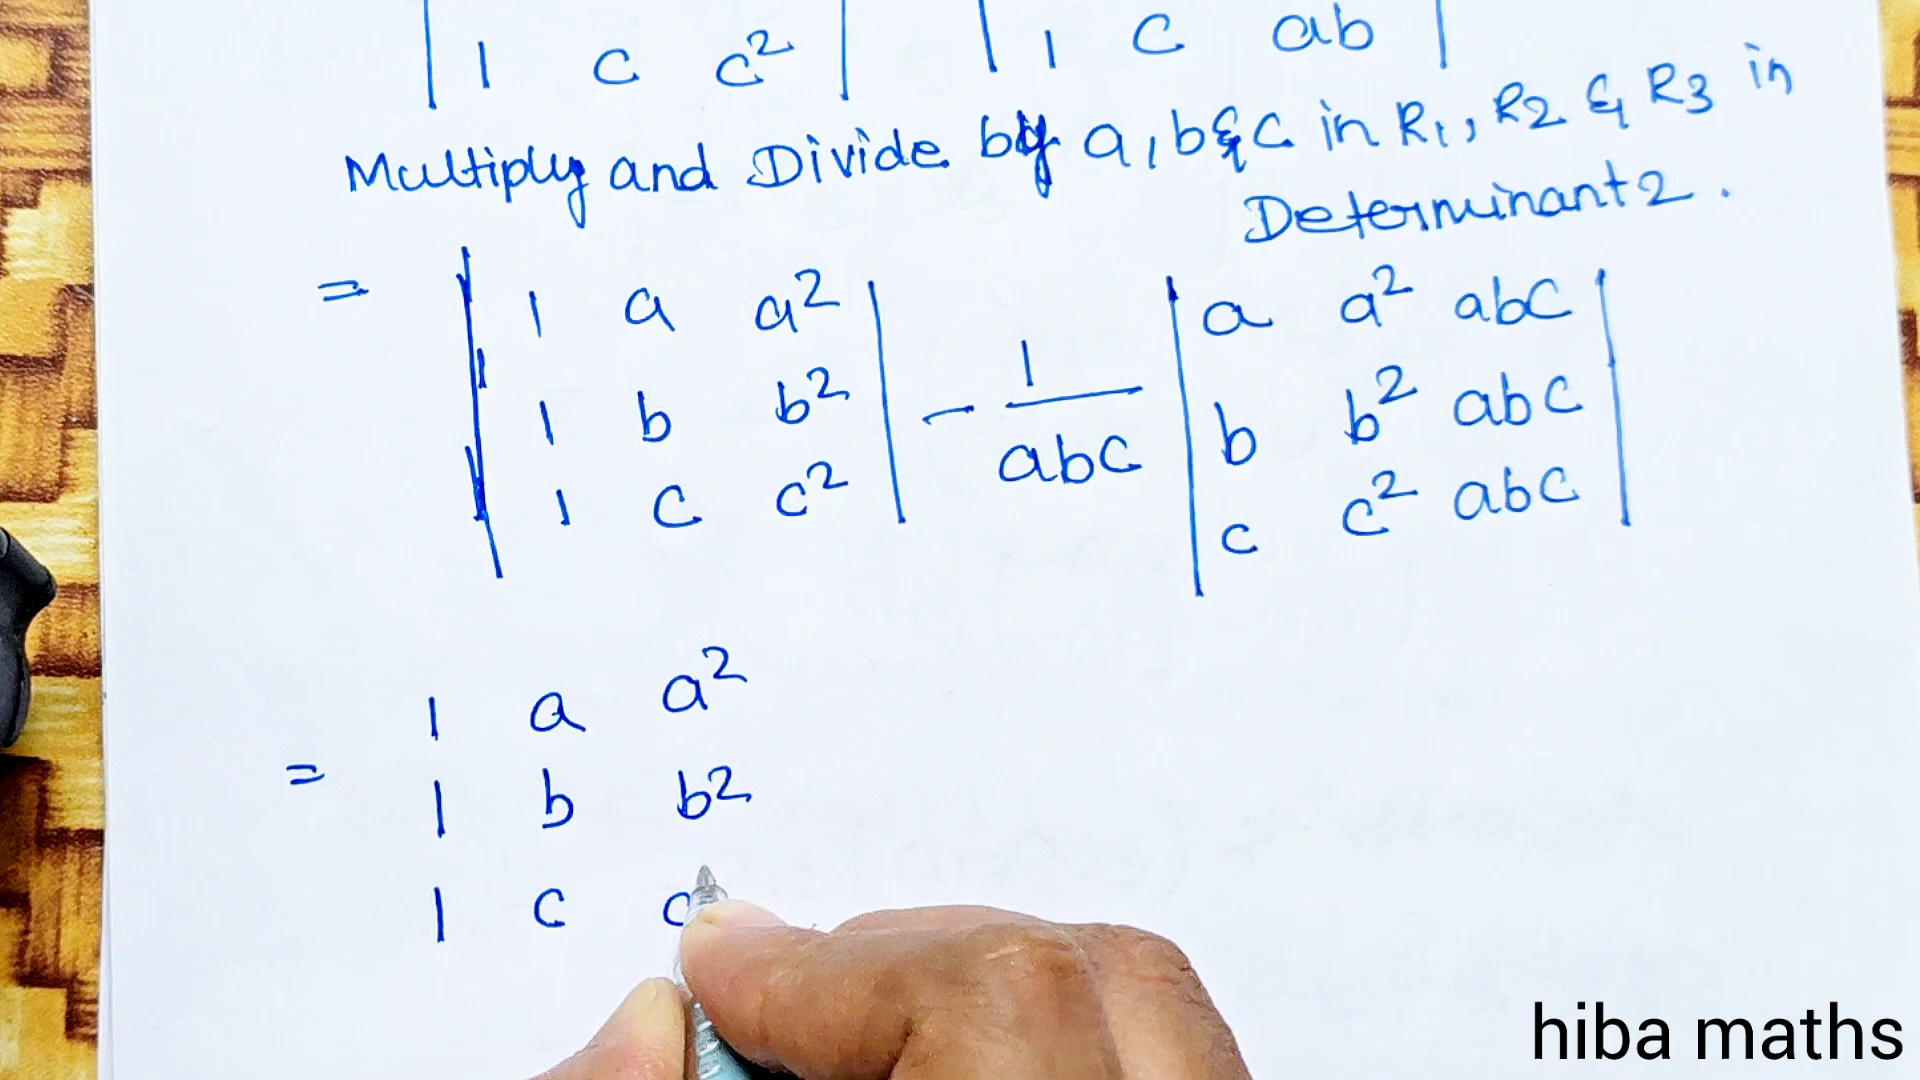 | 1 c c² | | 1 c ab |
Multiply and Divide by a, b & c in R1, R2 & R3 in
Determinant 2.
= | 1 a a² | | a a² abc |
| 1 b b² | - 1/abc | b b² abc |
| 1 c c² | | c c² abc |
1 a a²
= 1 b b2
1 c c
hiba maths